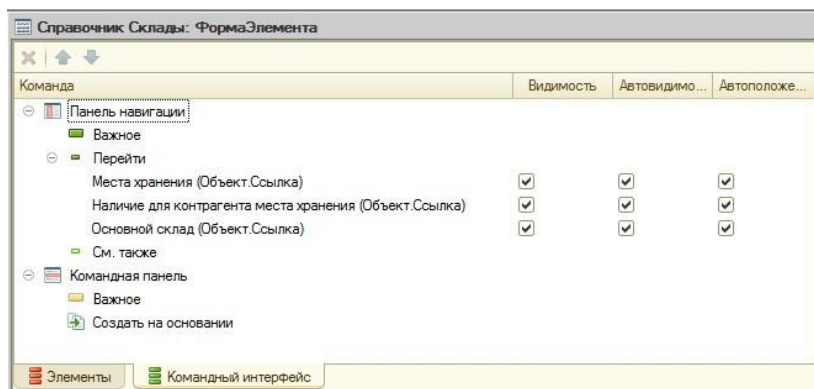 Справочник Склады: ФормаЭлемента
Команда Видимость Автовидимо... Автоположе...
Панель навигации
Важное
Перейти
Места хранения (Объект.Ссылка)
Наличие для контрагента места хранения (Объект.Ссылка)
Основной склад (Объект.Ссылка)
См. также
Командная панель
Важное
Создать на основании
Элементы Командный интерфейс